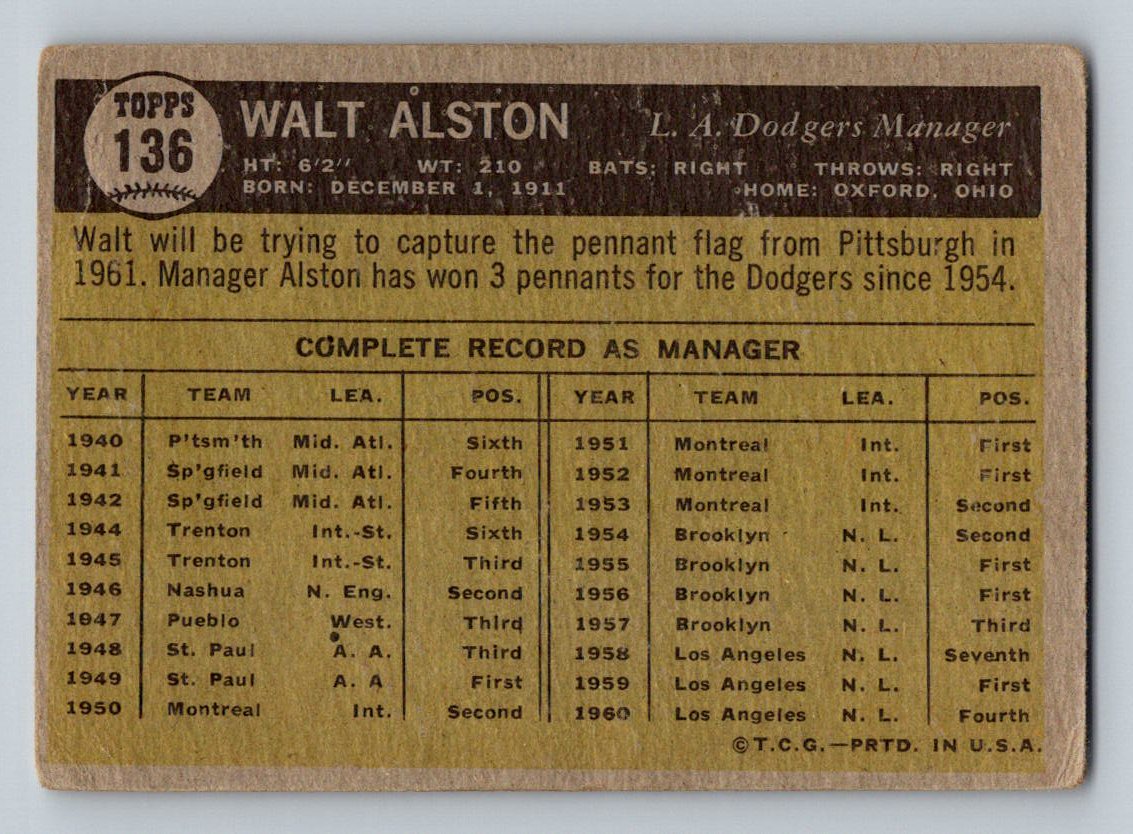 TOPPS
136
WALT ALSTON L. A. Dodgers Manager
HT: 6'2" WT: 210 BATS: RIGHT THROWS: RIGHT
BORN: DECEMBER 1, 1911 HOME: OXFORD, OHIO
Walt will be trying to capture the pennant flag from Pittsburgh in
1961. Manager Alston has won 3 pennants for the Dodgers since 1954.
COMPLETE RECORD AS MANAGER
YEAR TEAM LEA. POS. YEAR TEAM LEA. POS.
1940 P'tsm'th Mid. Atl. Sixth 1951 Montreal Int. First
1941 Sp'gfield Mid. Atl. Fourth 1952 Montreal Int. First
1942 Sp'gfield Mid. Atl. Fifth 1953 Montreal Int. Second
1944 Trenton Int.-St. Sixth 1954 Brooklyn N. L. Second
1945 Trenton Int.-St. Third 1955 Brooklyn N. L. First
1946 Nashua N. Eng. Second 1956 Brooklyn N. L. First
1947 Pueblo West. Third 1957 Brooklyn N. L. Third
1948 St. Paul A. A. Third 1958 Los Angeles N. L. Seventh
1949 St. Paul A. A First 1959 Los Angeles N. L. First
1950 Montreal Int. Second 1960 Los Angeles N. L. Fourth
©T.C.G.—PRTD. IN U.S.A.